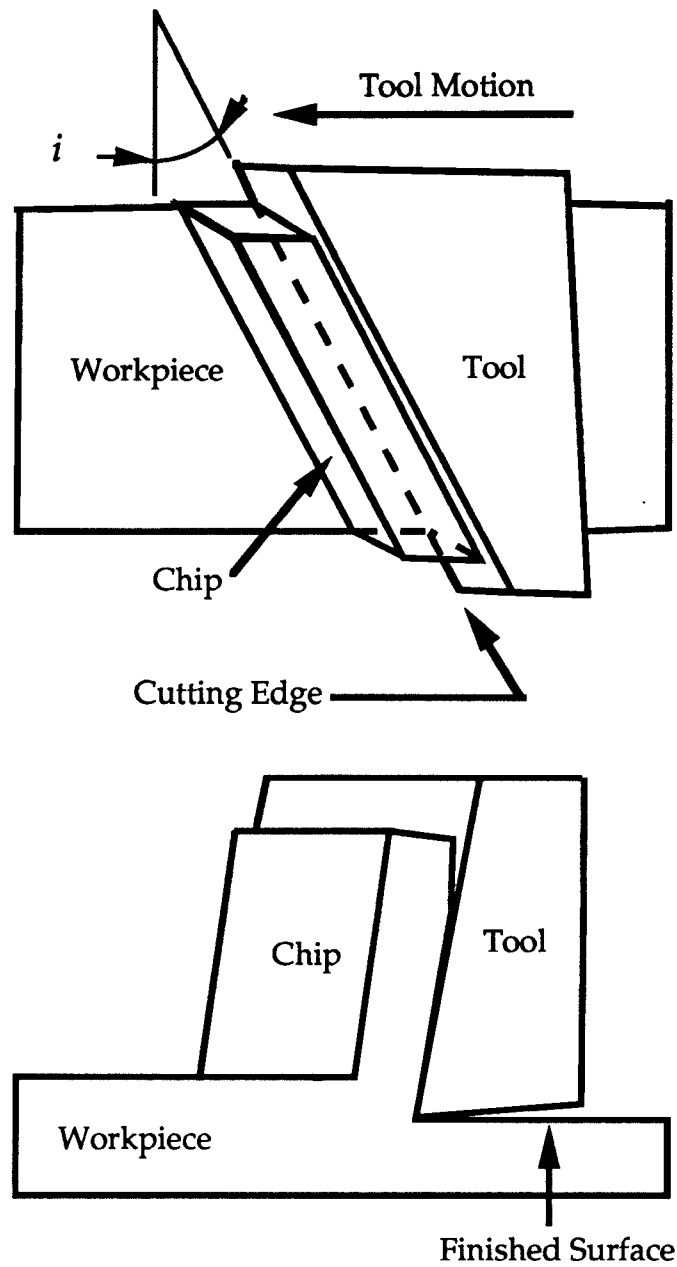 Tool Motion
i
Workpiece
Tool
Chip
Cutting Edge
Chip
Tool
Workpiece
Finished Surface